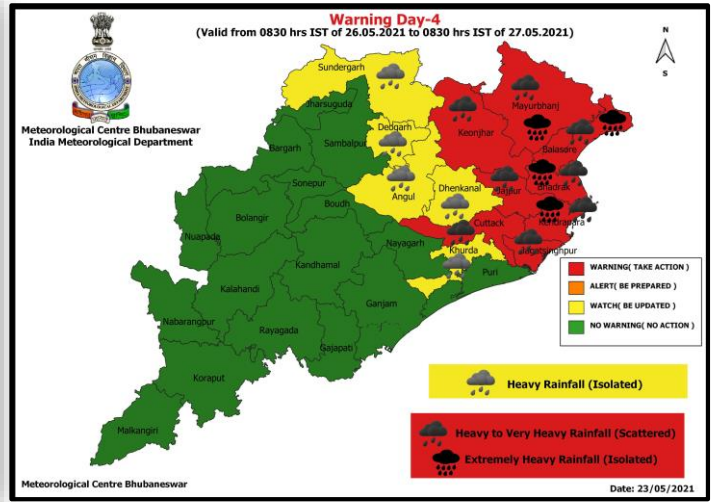 Warning Day-4
(Valid from 0830 hrs IST of 26.05.2021 to 0830 hrs IST of 27.05.2021)
N
S
Meteorological Centre Bhubaneswar
India Meteorological Department
Sundergarh
Jharsuguda
Mayurbhanj
Keonjhar
Deogarh
Sambalpur
Bargarh
Balasore
Sonepur
Angul
Dhenkanal
Jajpur
Bhadrak
Boudh
Bolangir
Cuttack
Kendrapara
Nuapada
Nayagarh
Khurda
Jagatsinghpur
Kandhamal
Puri
Kalahandi
Ganjam
Nabarangpur
Rayagada
Gajapati
Koraput
Malkangiri
WARNING( TAKE ACTION )
ALERT( BE PREPARED )
WATCH( BE UPDATED )
NO WARNING( NO ACTION )
Heavy Rainfall (Isolated)
Heavy to Very Heavy Rainfall (Scattered)
Extremely Heavy Rainfall (Isolated)
Meteorological Centre Bhubaneswar
Date: 23/05/2021